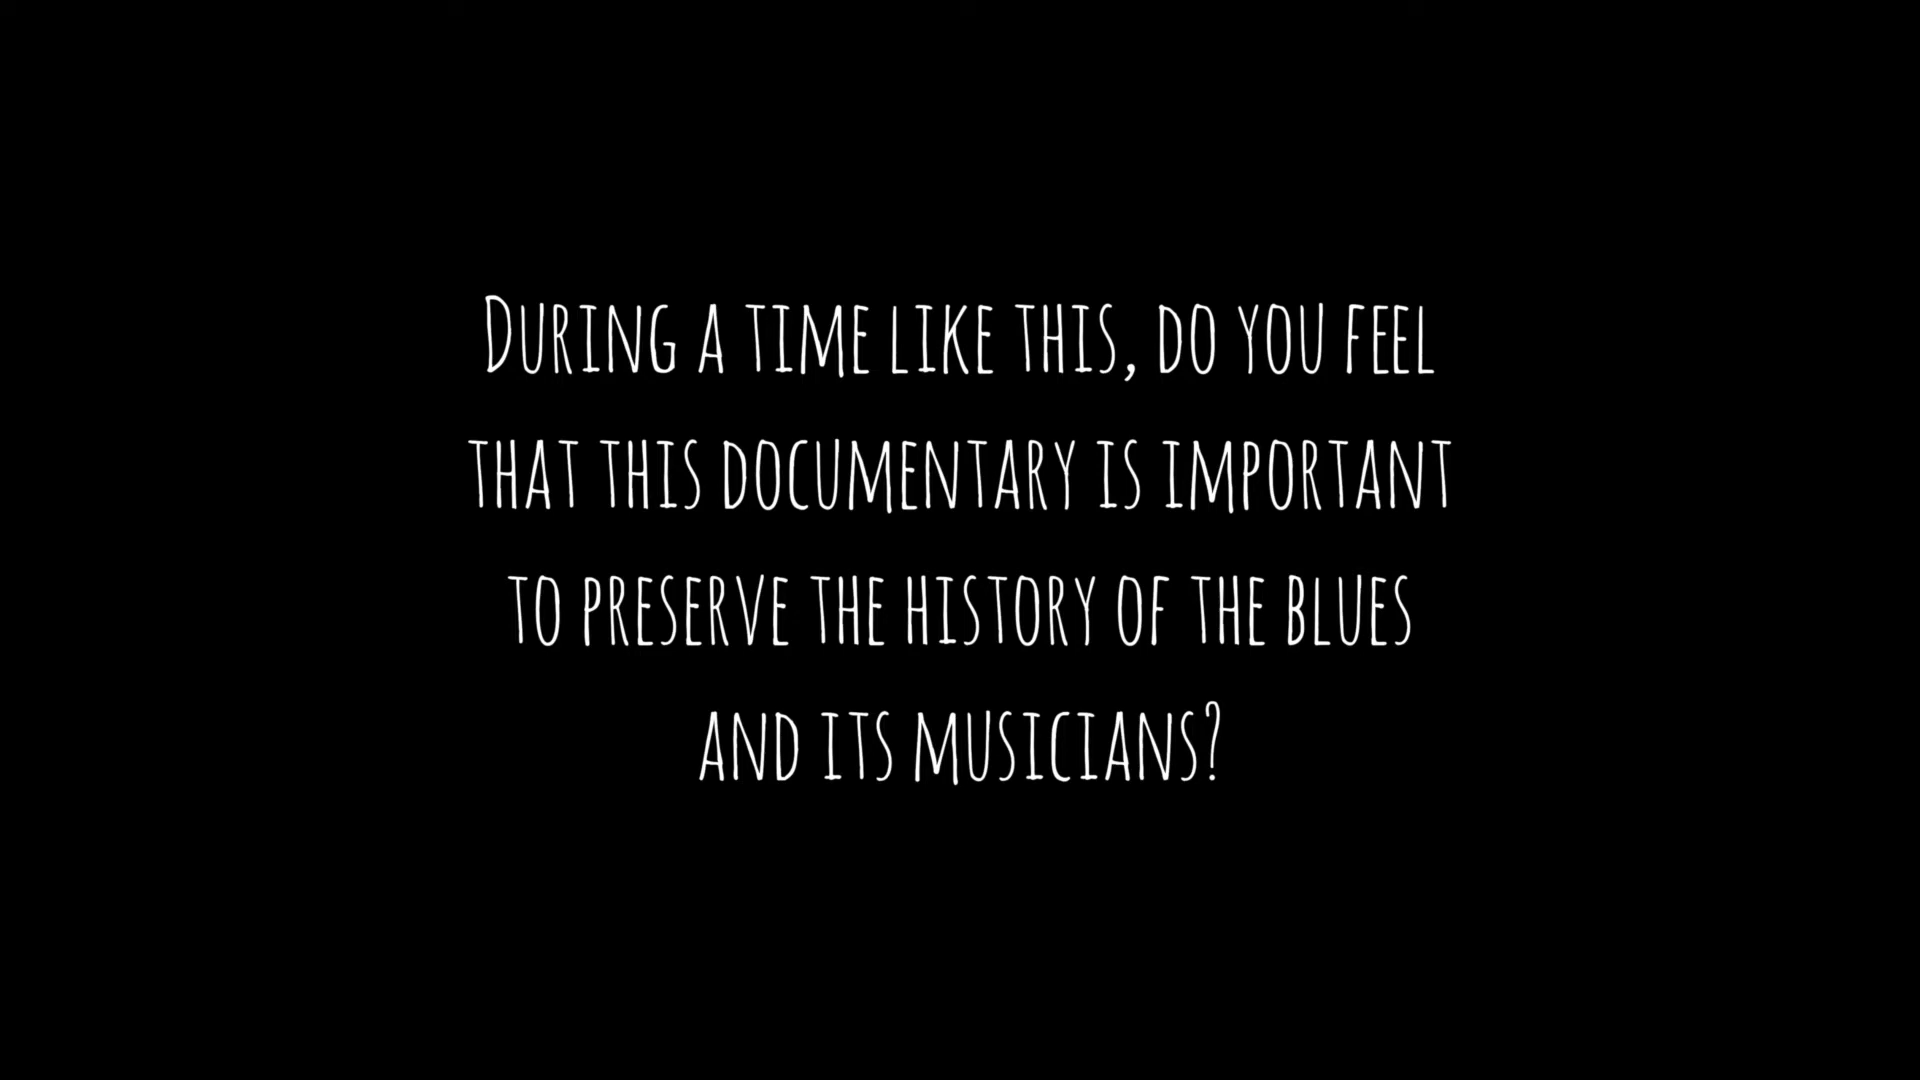 During a time like this, do you feel
that this documentary is important
to preserve the history of the blues
and its musicians?